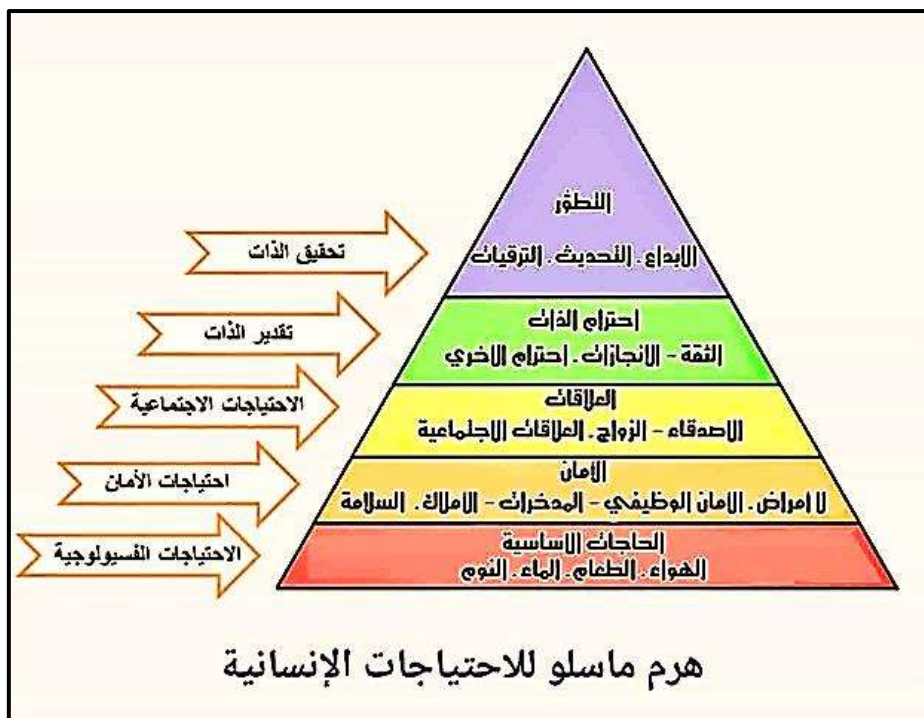 التطوُر
الابداع . التحديث . الترقيات
تحقيق الذات
احترام الذات
الثقة - الانجازات . احترام الاخري
تقدير الذات
العلاقات
الاصدقاء - الزواج . العلاقات الاجتماعية
الاحتياجات الاجتماعية
الأمان
لا امراض . الامان الوظيفي - المدخرات - الاملاك . السلامة
احتياجات الأمان
الحاجات الاساسية
الهواء . الطعام . الماء . النوم
الاحتياجات الفسيولوجية
هرم ماسلو للاحتياجات الإنسانية